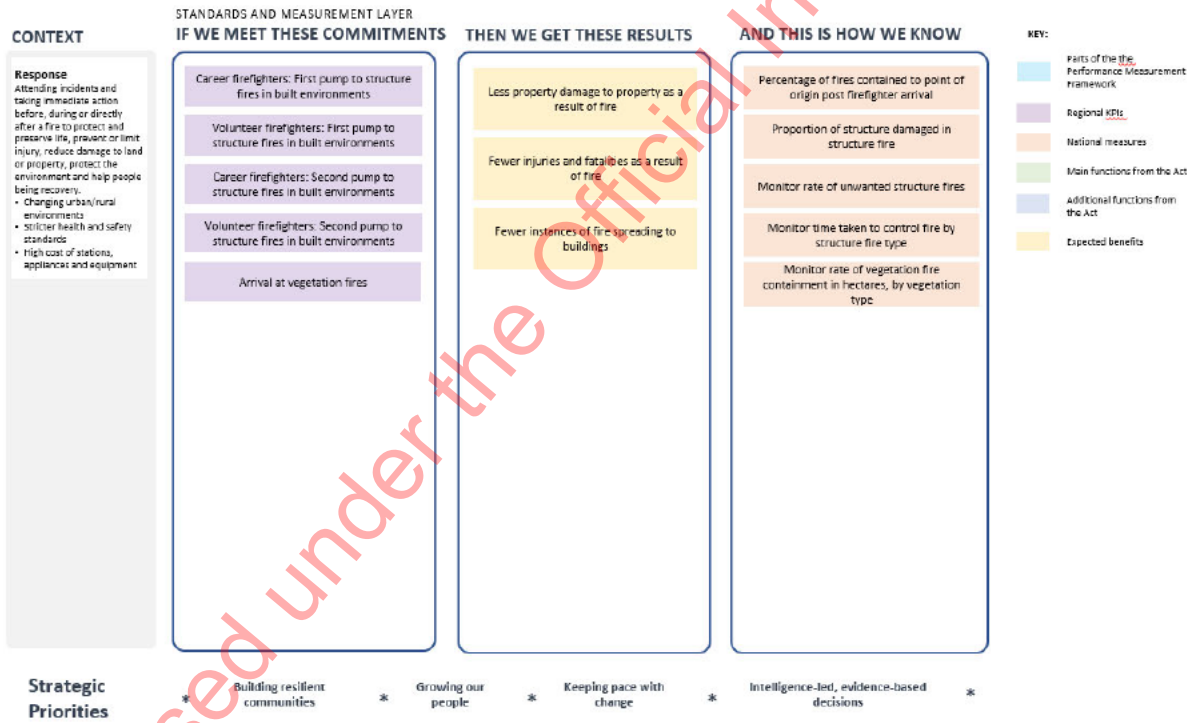 STANDARDS AND MEASUREMENT LAYER
CONTEXT
IF WE MEET THESE COMMITMENTS
THEN WE GET THESE RESULTS
AND THIS IS HOW WE KNOW
KEY:
Response
Attending incidents and
taking immediate action
before, during or directly
after a fire to protect and
preserve life, prevent or limit
injury, reduce damage to land
or property, protect the
environment and help people
being recovery.
• Changing urban/rural
environments
• Stricter health and safety
standards
• High cost of stations,
appliances and equipment
Career firefighters: First pump to structure
fires in built environments
Volunteer firefighters: First pump to
structure fires in built environments
Career firefighters: Second pump to
structure fires in built environments
Volunteer firefighters: Second pump to
structure fires in built environments
Arrival at vegetation fires
Less property damage to property as a
result of fire
Fewer injuries and fatalities as a result
of fire
Fewer instances of fire spreading to
buildings
Percentage of fires contained to point of
origin post firefighter arrival
Proportion of structure damaged in
structure fire
Monitor rate of unwanted structure fires
Monitor time taken to control fire by
structure fire type
Monitor rate of vegetation fire
containment in hectares, by vegetation
type
Parts of the the
Performance Measurement
Framework
Regional KPIs
National measures
Main functions from the Act
Additional functions from
the Act
Expected benefits
Strategic
Priorities
* Building resilient
communities
* Growing our
people
* Keeping pace with
change
* Intelligence-led, evidence-based
decisions
*
sed under the Official In